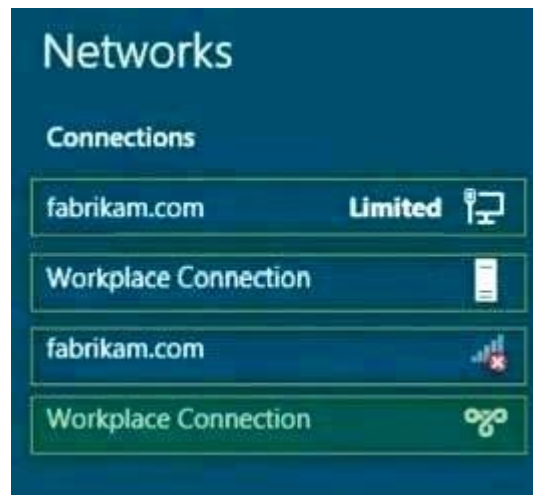 Networks
Connections
fabrikam.com Limited
Workplace Connection
fabrikam.com
Workplace Connection